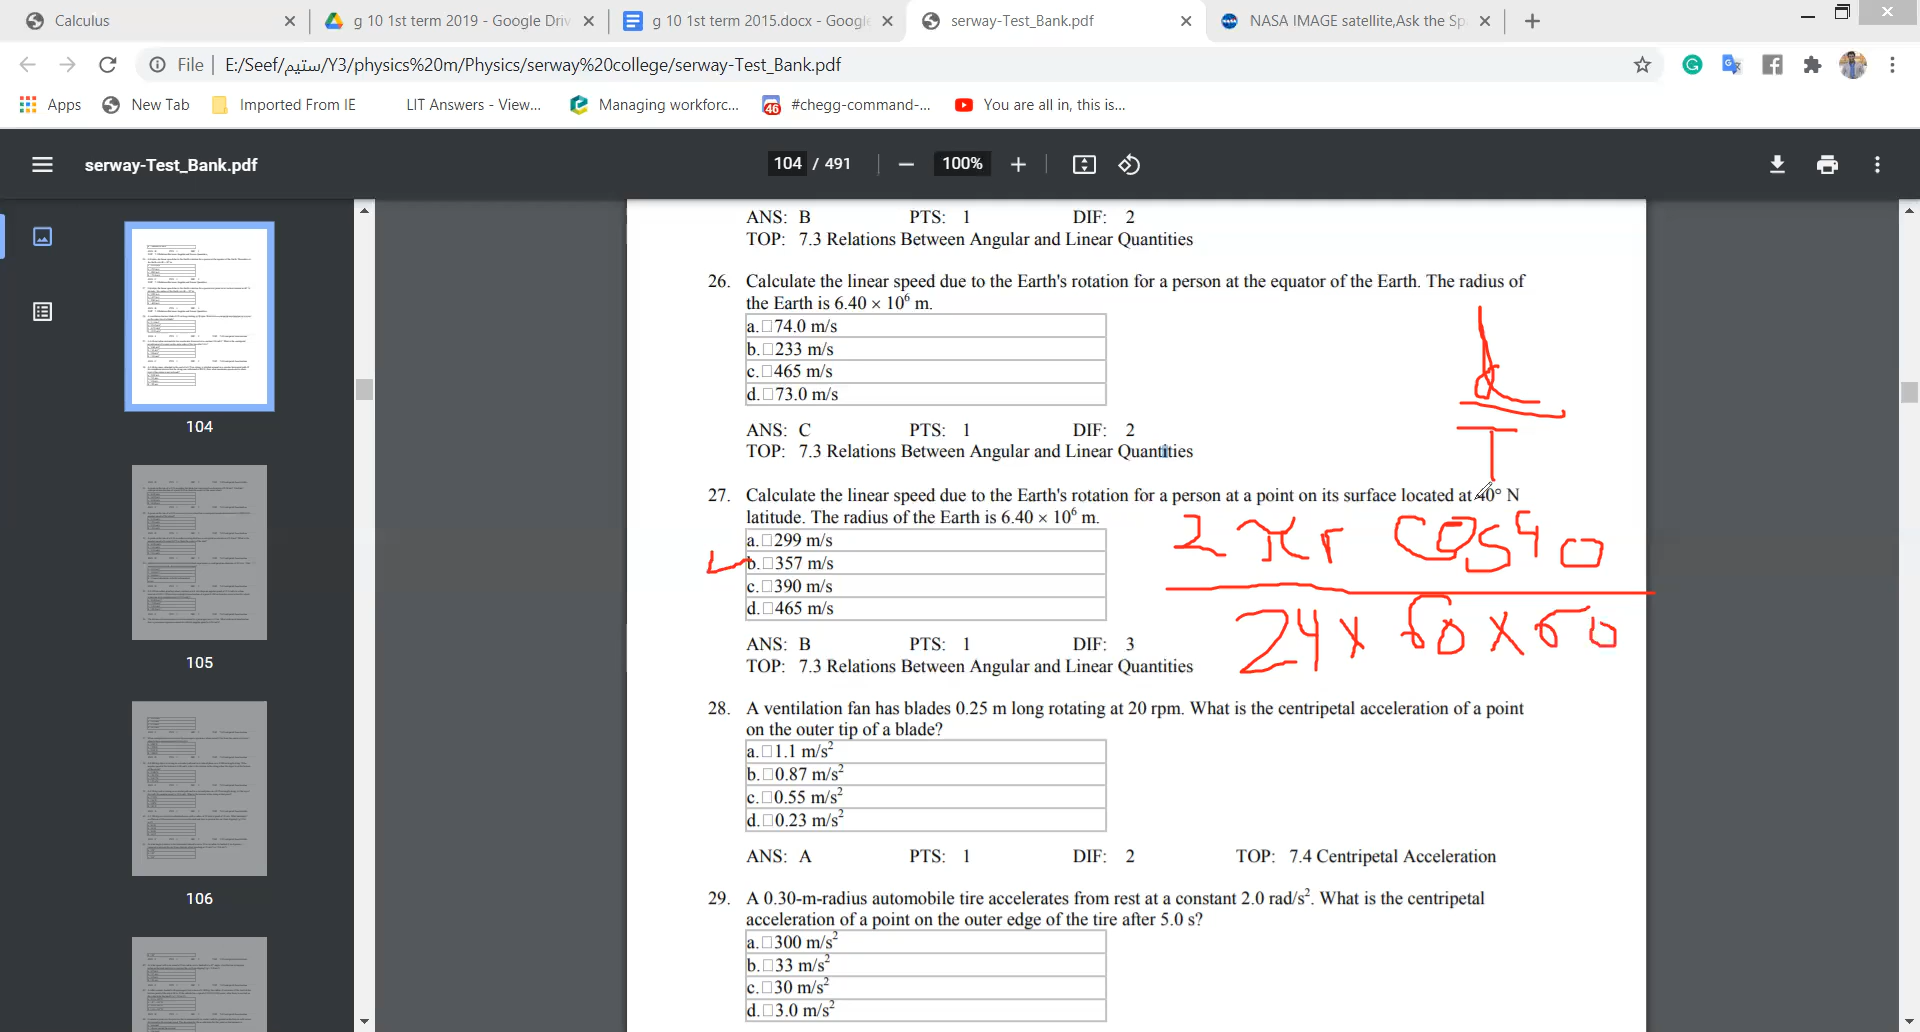 Calculus
g 10 1st term 2019 - Google Driv
g 10 1st term 2015.docx - Google
serway-Test_Bank.pdf
NASA IMAGE satellite,Ask the Sp
File | E:/Seef/ستيم/Y3/physics%20m/Physics/serway%20college/serway-Test_Bank.pdf
Apps New Tab Imported From IE LIT Answers - View... Managing workforc... 46 #chegg-command-... You are all in, this is...
serway-Test_Bank.pdf 104 / 491 100%
ANS: B PTS: 1 DIF: 2
TOP: 7.3 Relations Between Angular and Linear Quantities
26. Calculate the linear speed due to the Earth's rotation for a person at the equator of the Earth. The radius of
the Earth is 6.40 × 10⁶ m.
a. □74.0 m/s
b. □233 m/s
c. □465 m/s
d. □73.0 m/s
d
T
ANS: C PTS: 1 DIF: 2
TOP: 7.3 Relations Between Angular and Linear Quantities
27. Calculate the linear speed due to the Earth's rotation for a person at a point on its surface located at 40° N
latitude. The radius of the Earth is 6.40 × 10⁶ m.
a. □299 m/s
b. □357 m/s
c. □390 m/s
d. □465 m/s
2 π r cos 40
24 × 60 × 60
ANS: B PTS: 1 DIF: 3
TOP: 7.3 Relations Between Angular and Linear Quantities
28. A ventilation fan has blades 0.25 m long rotating at 20 rpm. What is the centripetal acceleration of a point
on the outer tip of a blade?
a. □1.1 m/s²
b. □0.87 m/s²
c. □0.55 m/s²
d. □0.23 m/s²
ANS: A PTS: 1 DIF: 2 TOP: 7.4 Centripetal Acceleration
29. A 0.30-m-radius automobile tire accelerates from rest at a constant 2.0 rad/s². What is the centripetal
acceleration of a point on the outer edge of the tire after 5.0 s?
a. □300 m/s²
b. □33 m/s²
c. □30 m/s²
d. □3.0 m/s²
104
105
106